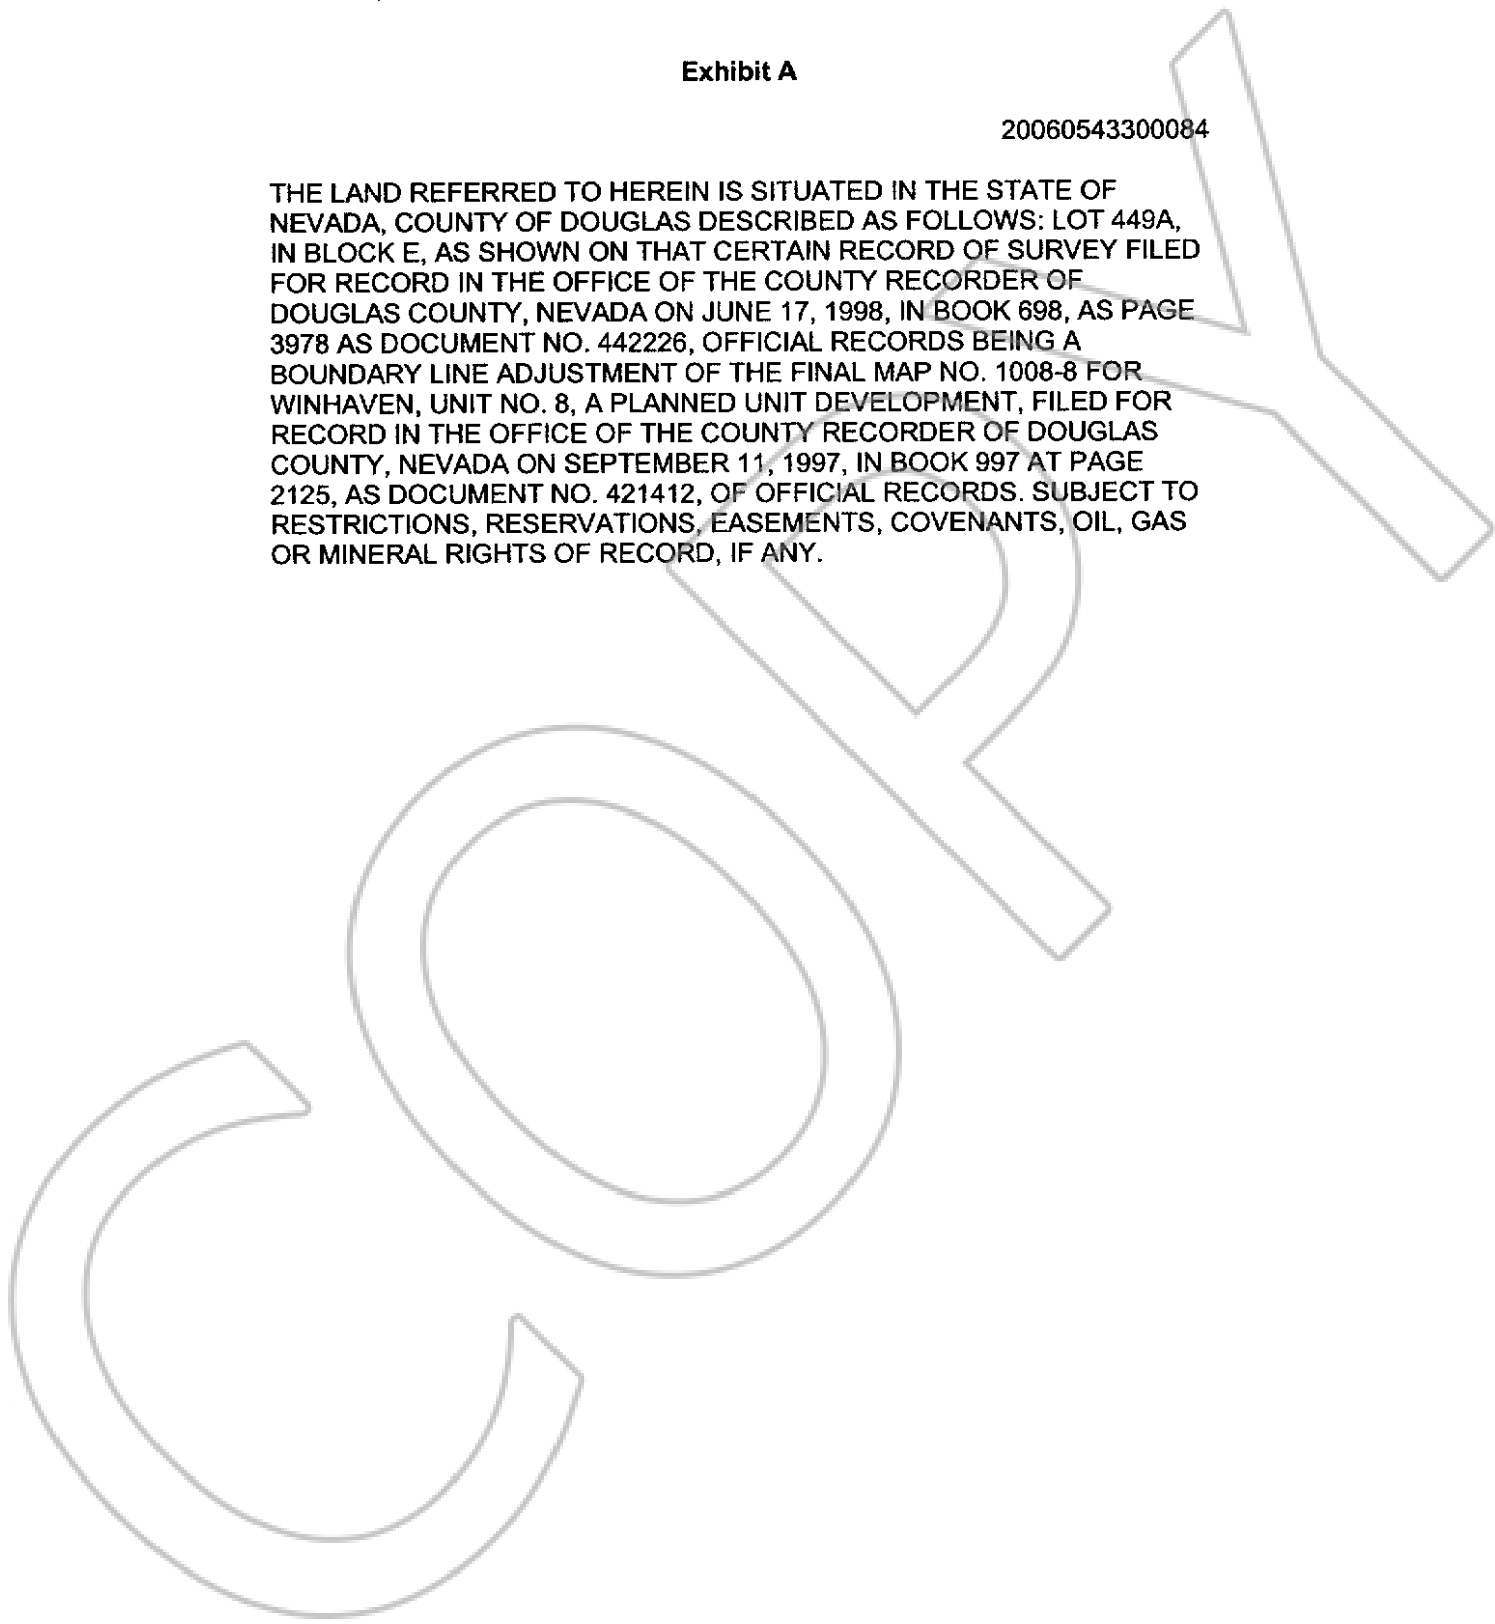 Exhibit A
20060543300084
THE LAND REFERRED TO HEREIN IS SITUATED IN THE STATE OF
NEVADA, COUNTY OF DOUGLAS DESCRIBED AS FOLLOWS: LOT 449A,
IN BLOCK E, AS SHOWN ON THAT CERTAIN RECORD OF SURVEY FILED
FOR RECORD IN THE OFFICE OF THE COUNTY RECORDER OF
DOUGLAS COUNTY, NEVADA ON JUNE 17, 1998, IN BOOK 698, AS PAGE
3978 AS DOCUMENT NO. 442226, OFFICIAL RECORDS BEING A
BOUNDARY LINE ADJUSTMENT OF THE FINAL MAP NO. 1008-8 FOR
WINHAVEN, UNIT NO. 8, A PLANNED UNIT DEVELOPMENT, FILED FOR
RECORD IN THE OFFICE OF THE COUNTY RECORDER OF DOUGLAS
COUNTY, NEVADA ON SEPTEMBER 11, 1997, IN BOOK 997 AT PAGE
2125, AS DOCUMENT NO. 421412, OF OFFICIAL RECORDS. SUBJECT TO
RESTRICTIONS, RESERVATIONS, EASEMENTS, COVENANTS, OIL, GAS
OR MINERAL RIGHTS OF RECORD, IF ANY.
COPY